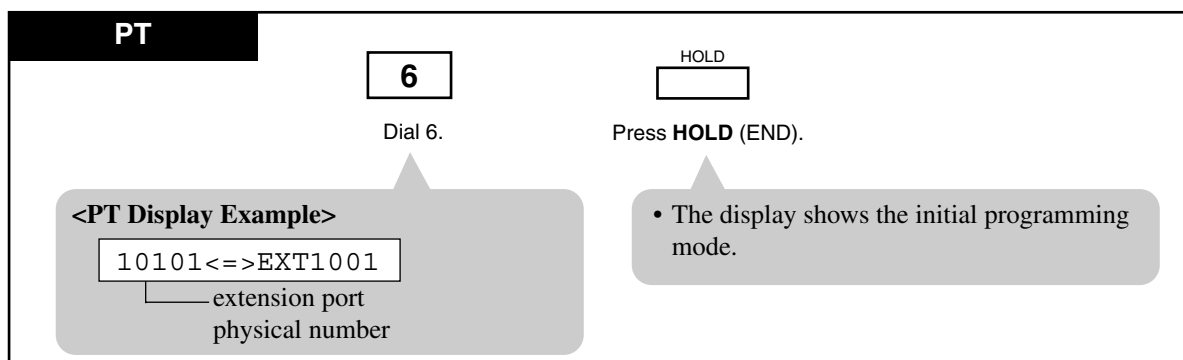 PT
6
HOLD
Dial 6.
Press HOLD (END).
<PT Display Example>
10101<=>EXT1001
extension port
physical number
• The display shows the initial programming
mode.